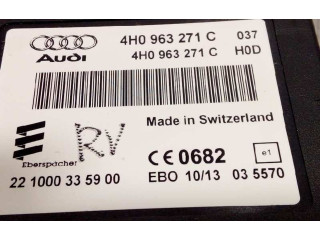 4H0 963 271 C 037
Audi 4H0 963 271 C H0D
Made in Switzerland
RV
Eberspächer
CE 0682 e1
22 1000 33 59 00 EBO 10/13 03 5570